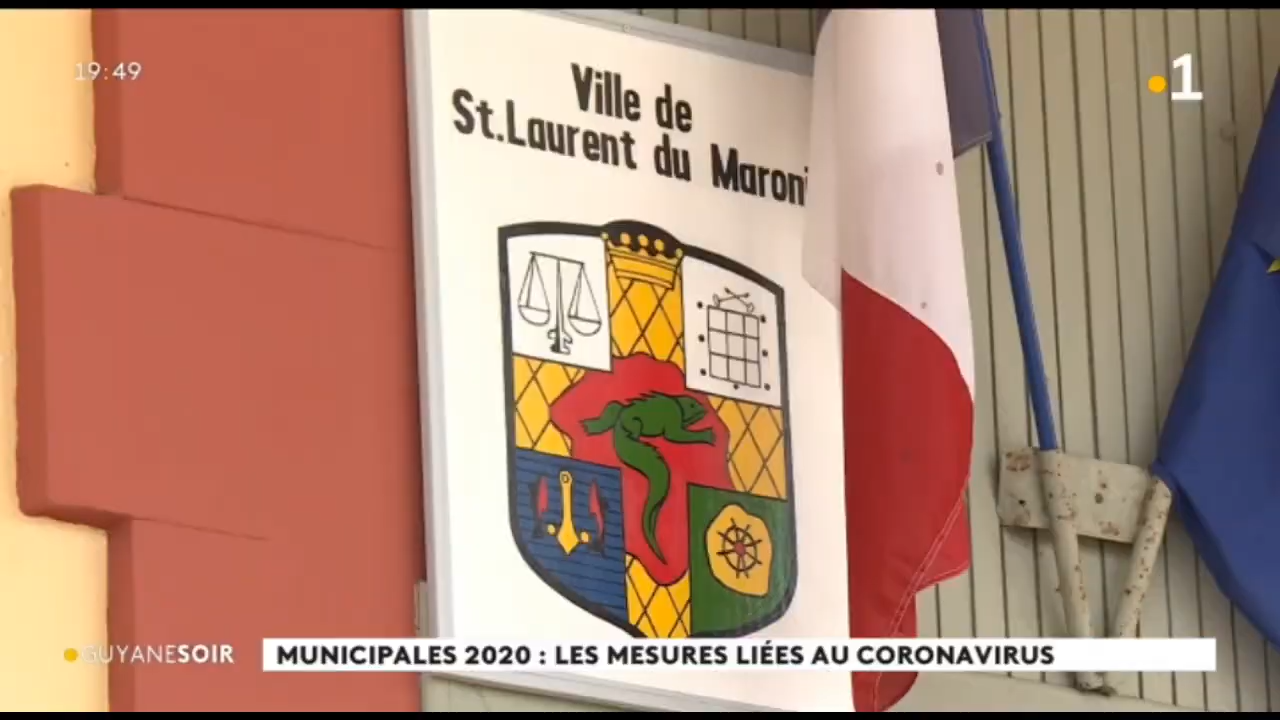 19:49
1
Ville de
St.Laurent du Maroni
GUYANESOIR
MUNICIPALES 2020 : LES MESURES LIÉES AU CORONAVIRUS